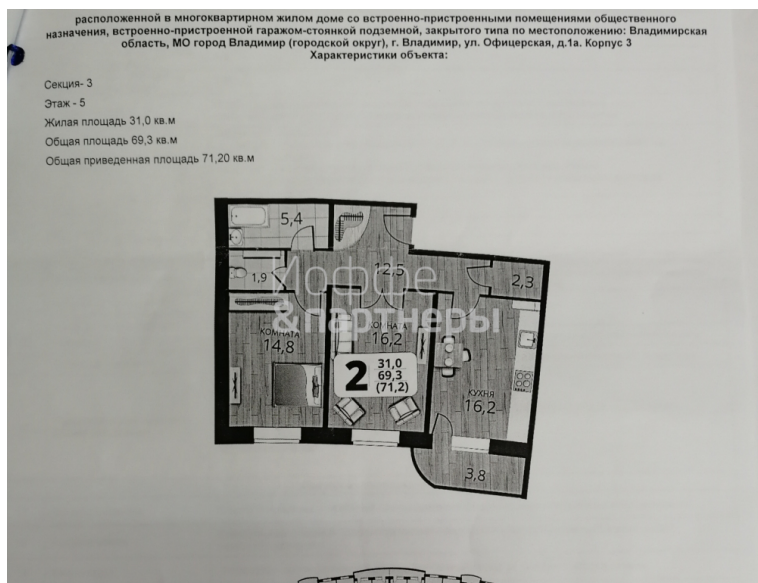 расположенной в многоквартирном жилом доме со встроенно-пристроенными помещениями общественного
назначения, встроенно-пристроенной гаражом-стоянкой подземной, закрытого типа по местоположению: Владимирская
область, МО город Владимир (городской округ), г. Владимир, ул. Офицерская, д.1а. Корпус 3
Характеристики объекта:
Секция- 3
Этаж - 5
Жилая площадь 31,0 кв.м
Общая площадь 69,3 кв.м
Общая приведенная площадь 71,20 кв.м
5,4
12,5
1,9
2,3
Иоффе
&партнеры
КОМНАТА
14,8
КОМНАТА
16,2
2
31,0
69,3
(71,2)
КУХНЯ
16,2
3,8